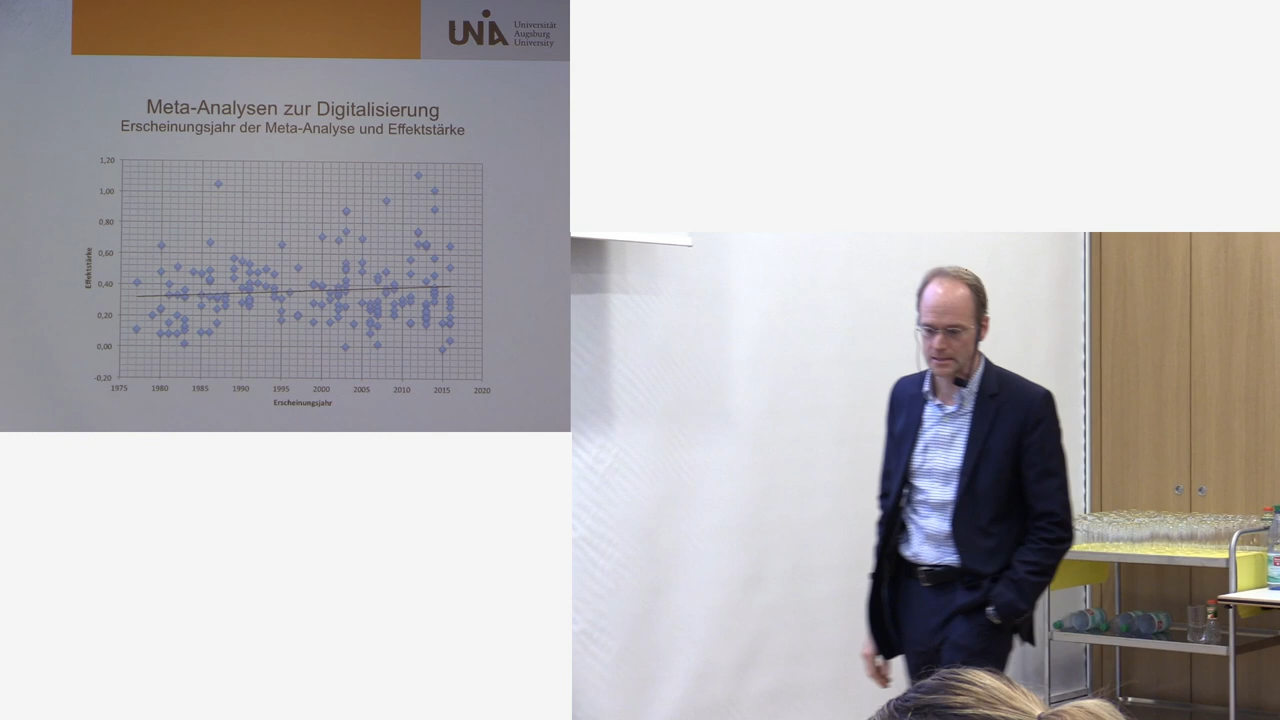 UNIA
Universität
Augsburg
University
Meta-Analysen zur Digitalisierung
Erscheinungsjahr der Meta-Analyse und Effektstärke
1,20
1,00
0,80
0,60
0,40
0,20
0,00
-0,20
Effektstärke
1975 1980 1985 1990 1995 2000 2005 2010 2015 2020
Erscheinungsjahr